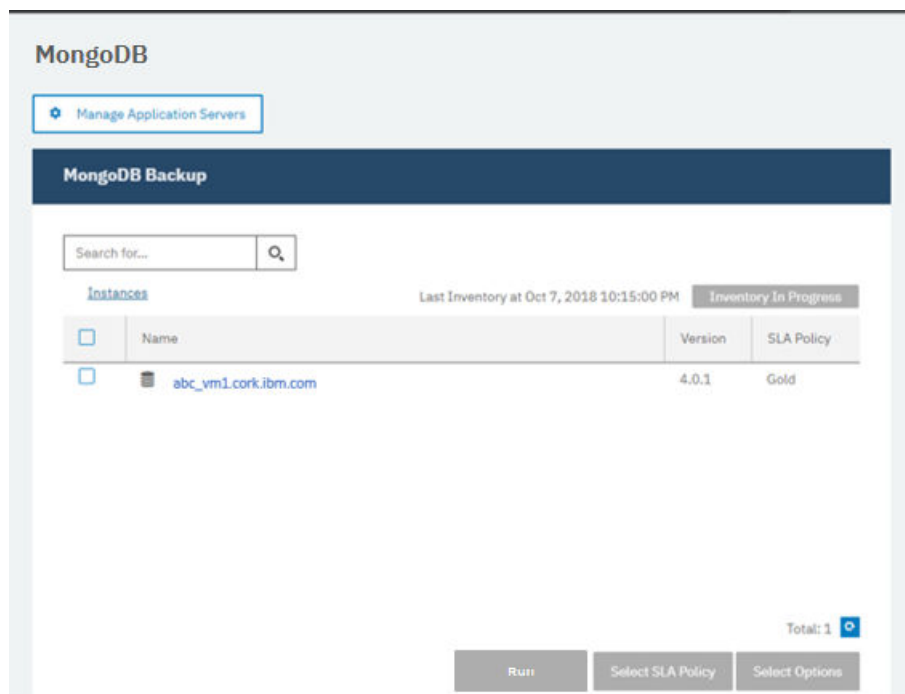 MongoDB
Manage Application Servers
MongoDB Backup
Search for...
Instances Last Inventory at Oct 7, 2018 10:15:00 PM Inventory In Progress
Name Version SLA Policy
abc_vm1.cork.ibm.com 4.0.1 Gold
Total: 1
Run Select SLA Policy Select Options